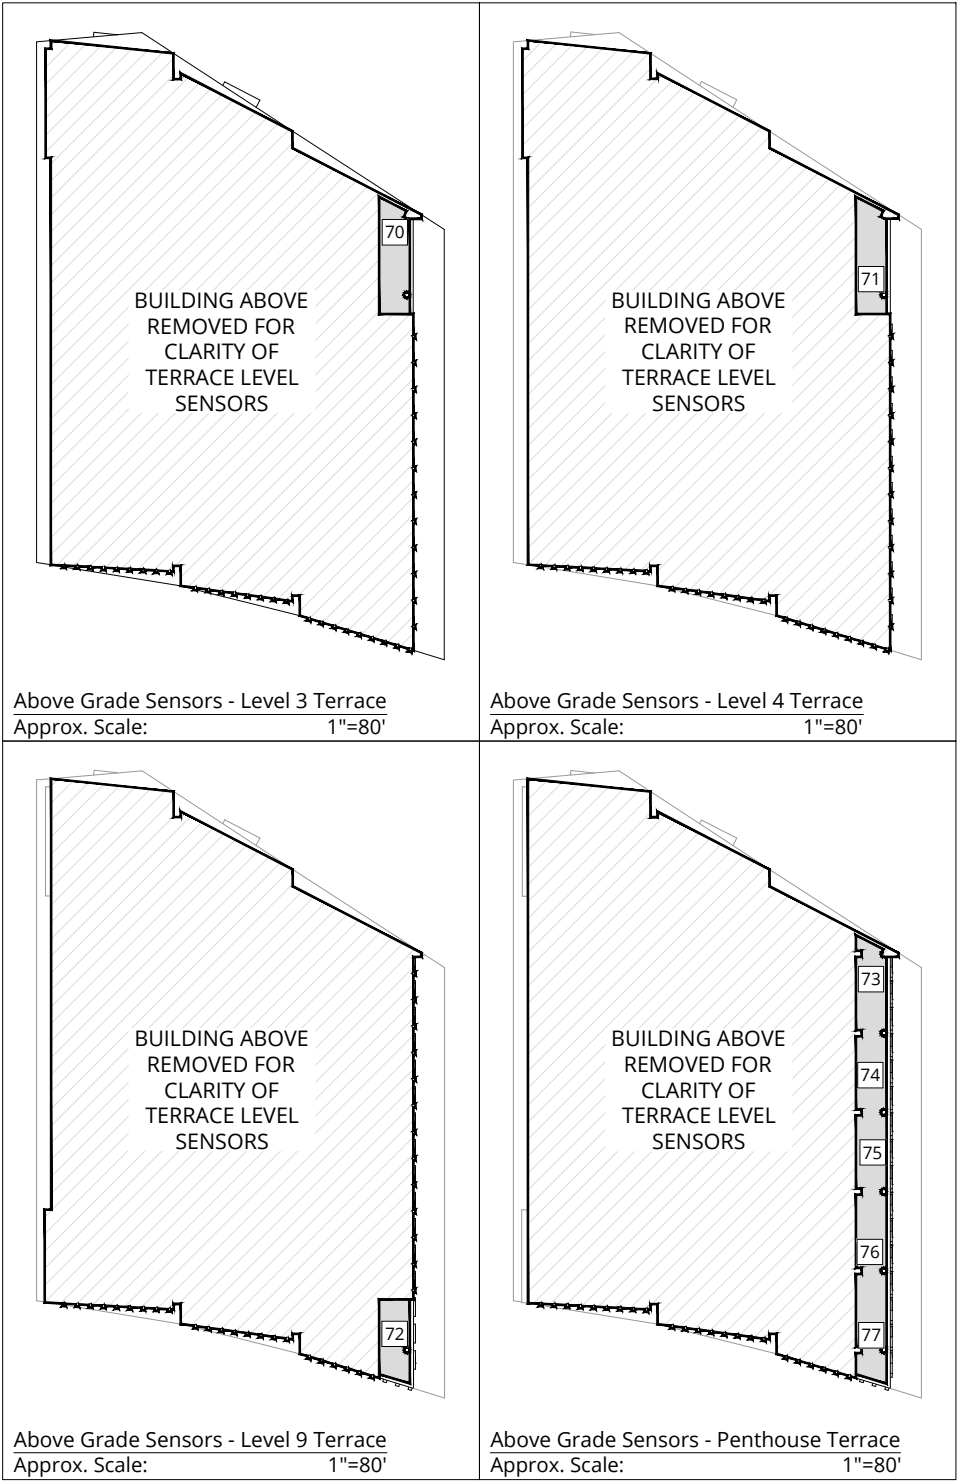 70
BUILDING ABOVE
REMOVED FOR
CLARITY OF
TERRACE LEVEL
SENSORS
Above Grade Sensors - Level 3 Terrace
Approx. Scale: 1"=80'
71
BUILDING ABOVE
REMOVED FOR
CLARITY OF
TERRACE LEVEL
SENSORS
Above Grade Sensors - Level 4 Terrace
Approx. Scale: 1"=80'
BUILDING ABOVE
REMOVED FOR
CLARITY OF
TERRACE LEVEL
SENSORS
72
Above Grade Sensors - Level 9 Terrace
Approx. Scale: 1"=80'
73
BUILDING ABOVE
REMOVED FOR
CLARITY OF
TERRACE LEVEL
SENSORS
74
75
76
77
Above Grade Sensors - Penthouse Terrace
Approx. Scale: 1"=80'